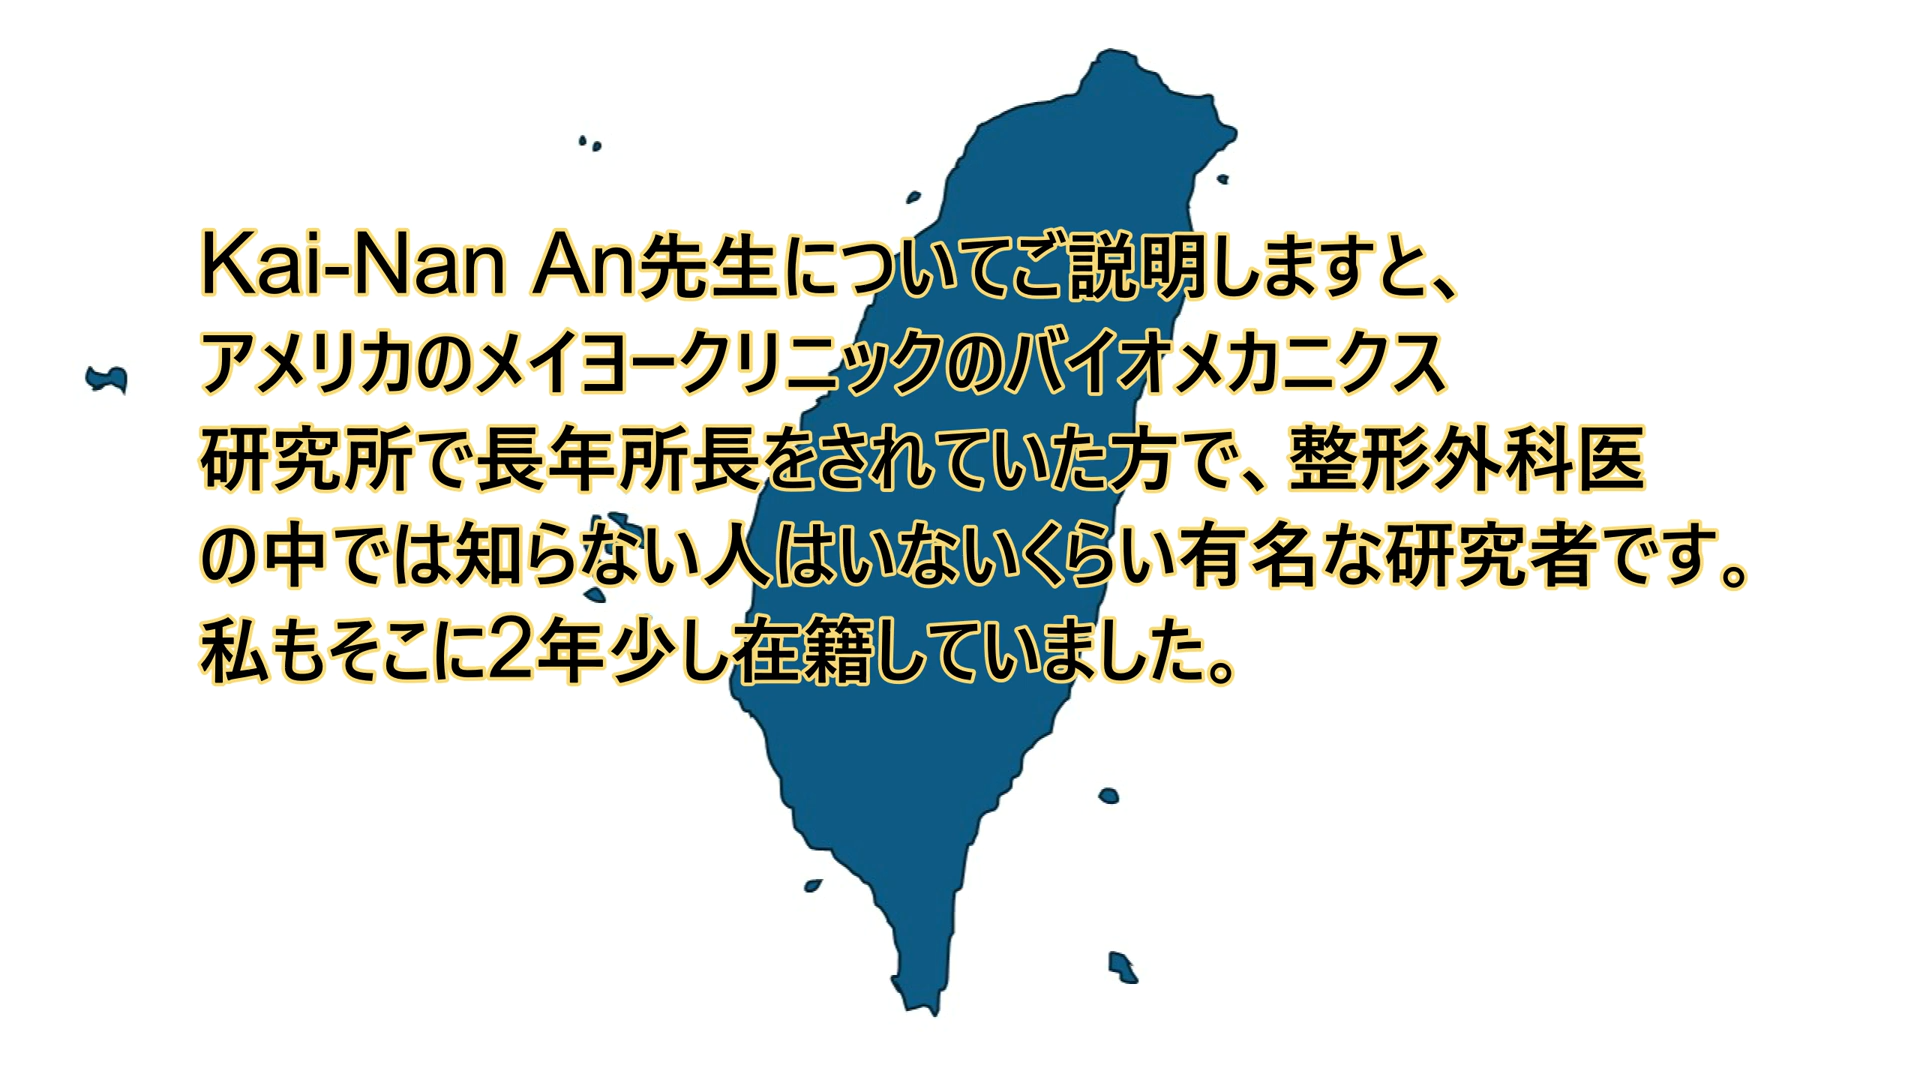 Kai-Nan An先生についてご説明しますと、
アメリカのメイヨークリニックのバイオメカニクス
研究所で長年所長をされていた方で、整形外科医
の中では知らない人はいないくらい有名な研究者です。
私もそこに2年少し在籍していました。